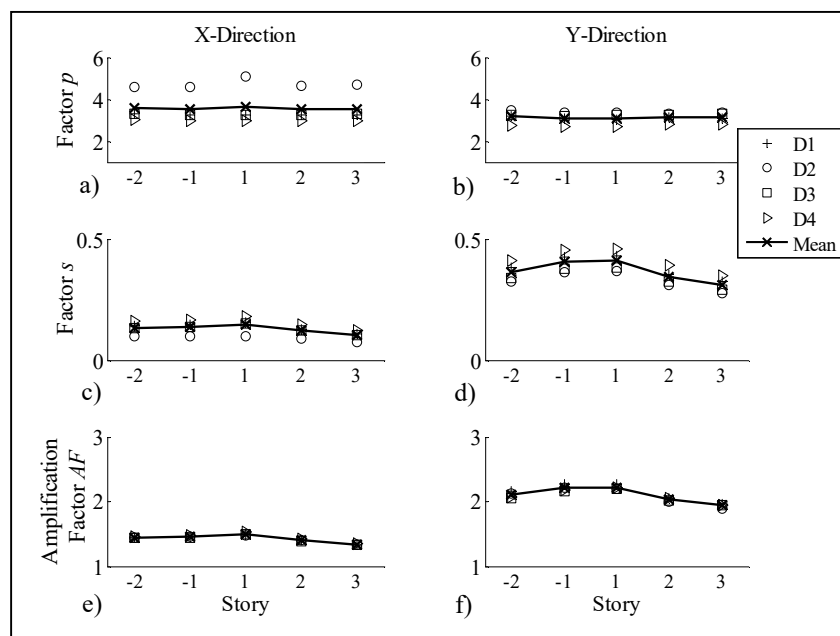 X-Direction
Y-Direction
Factor p
6
4
2
a)
-2 -1 1 2 3
6
4
2
b)
-2 -1 1 2 3
D1
D2
D3
D4
Mean
Factor s
0.5
0
c)
-2 -1 1 2 3
0.5
0
d)
-2 -1 1 2 3
Amplification
Factor AF
3
2
1
e)
-2 -1 1 2 3
Story
3
2
1
f)
-2 -1 1 2 3
Story